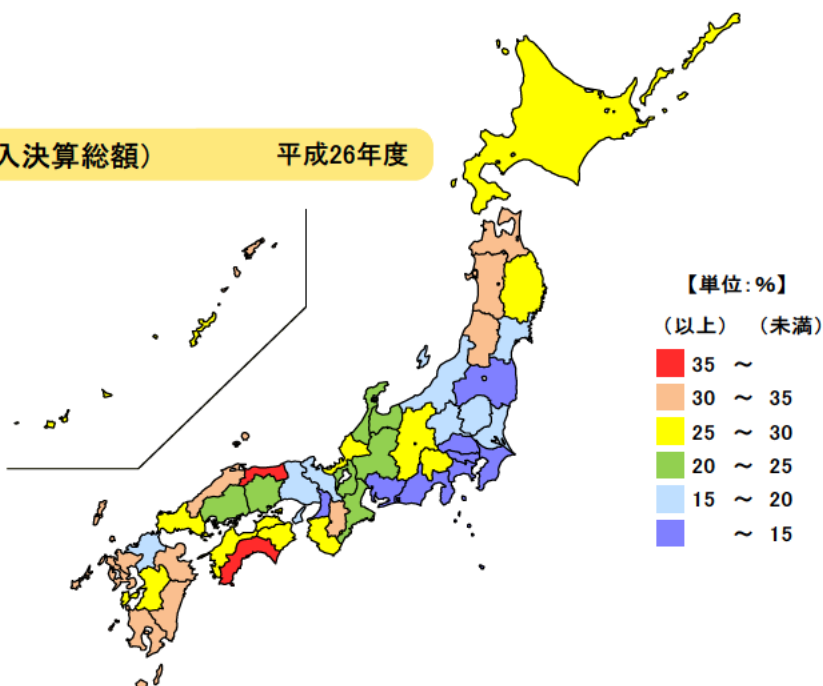 入決算総額） 平成26年度
【単位：%】
（以上） （未満）
35 ～
30 ～ 35
25 ～ 30
20 ～ 25
15 ～ 20
～ 15